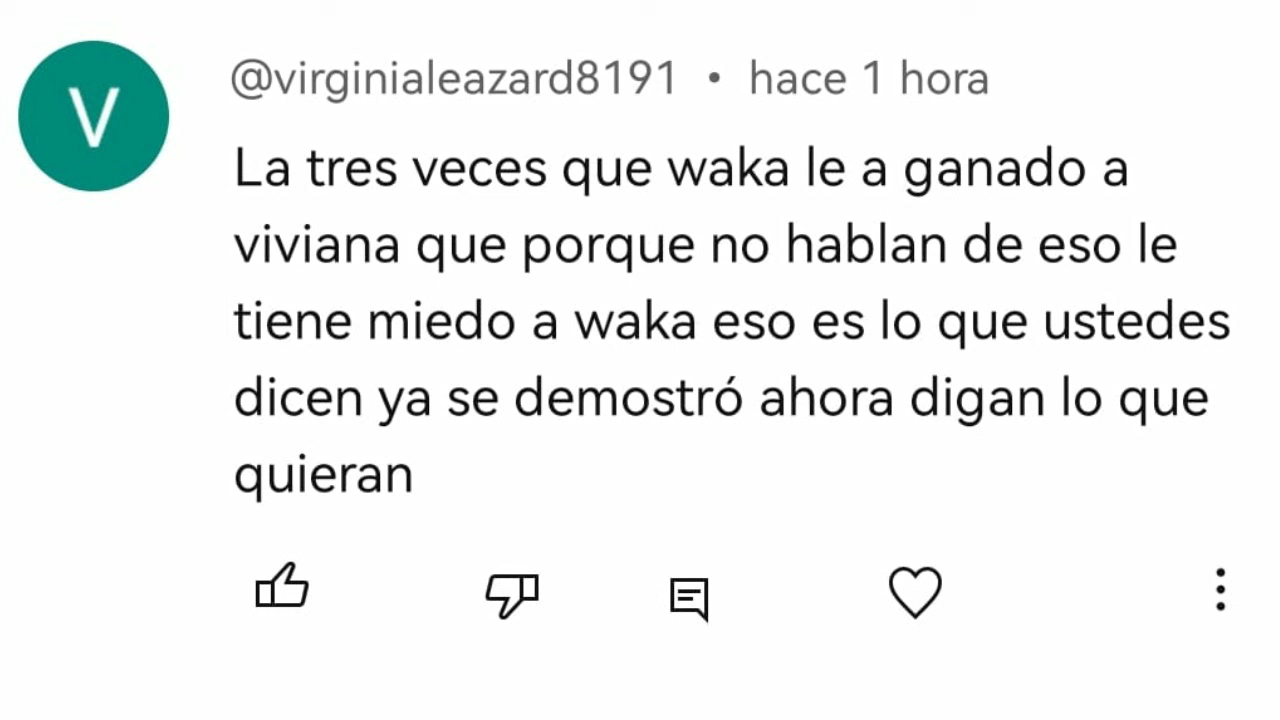 V
@virginialeazard8191 • hace 1 hora
La tres veces que waka le a ganado a
viviana que porque no hablan de eso le
tiene miedo a waka eso es lo que ustedes
dicen ya se demostró ahora digan lo que
quieran